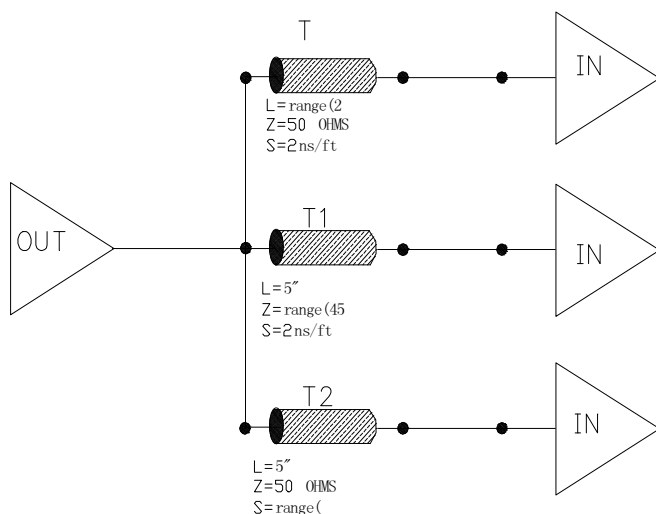 T
IN
L=range(2
Z=50 OHMS
S=2ns/ft
OUT
T1
IN
L=5"
Z=range(45
S=2ns/ft
T2
IN
L=5"
Z=50 OHMS
S=range(